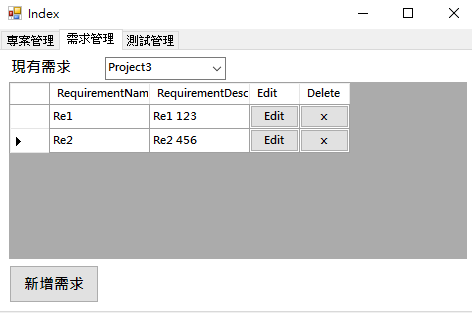 Index
專案管理 需求管理 測試管理
現有需求 Project3
RequirementNam RequirementDesc Edit Delete
Re1 Re1 123 Edit x
Re2 Re2 456 Edit x
新增需求